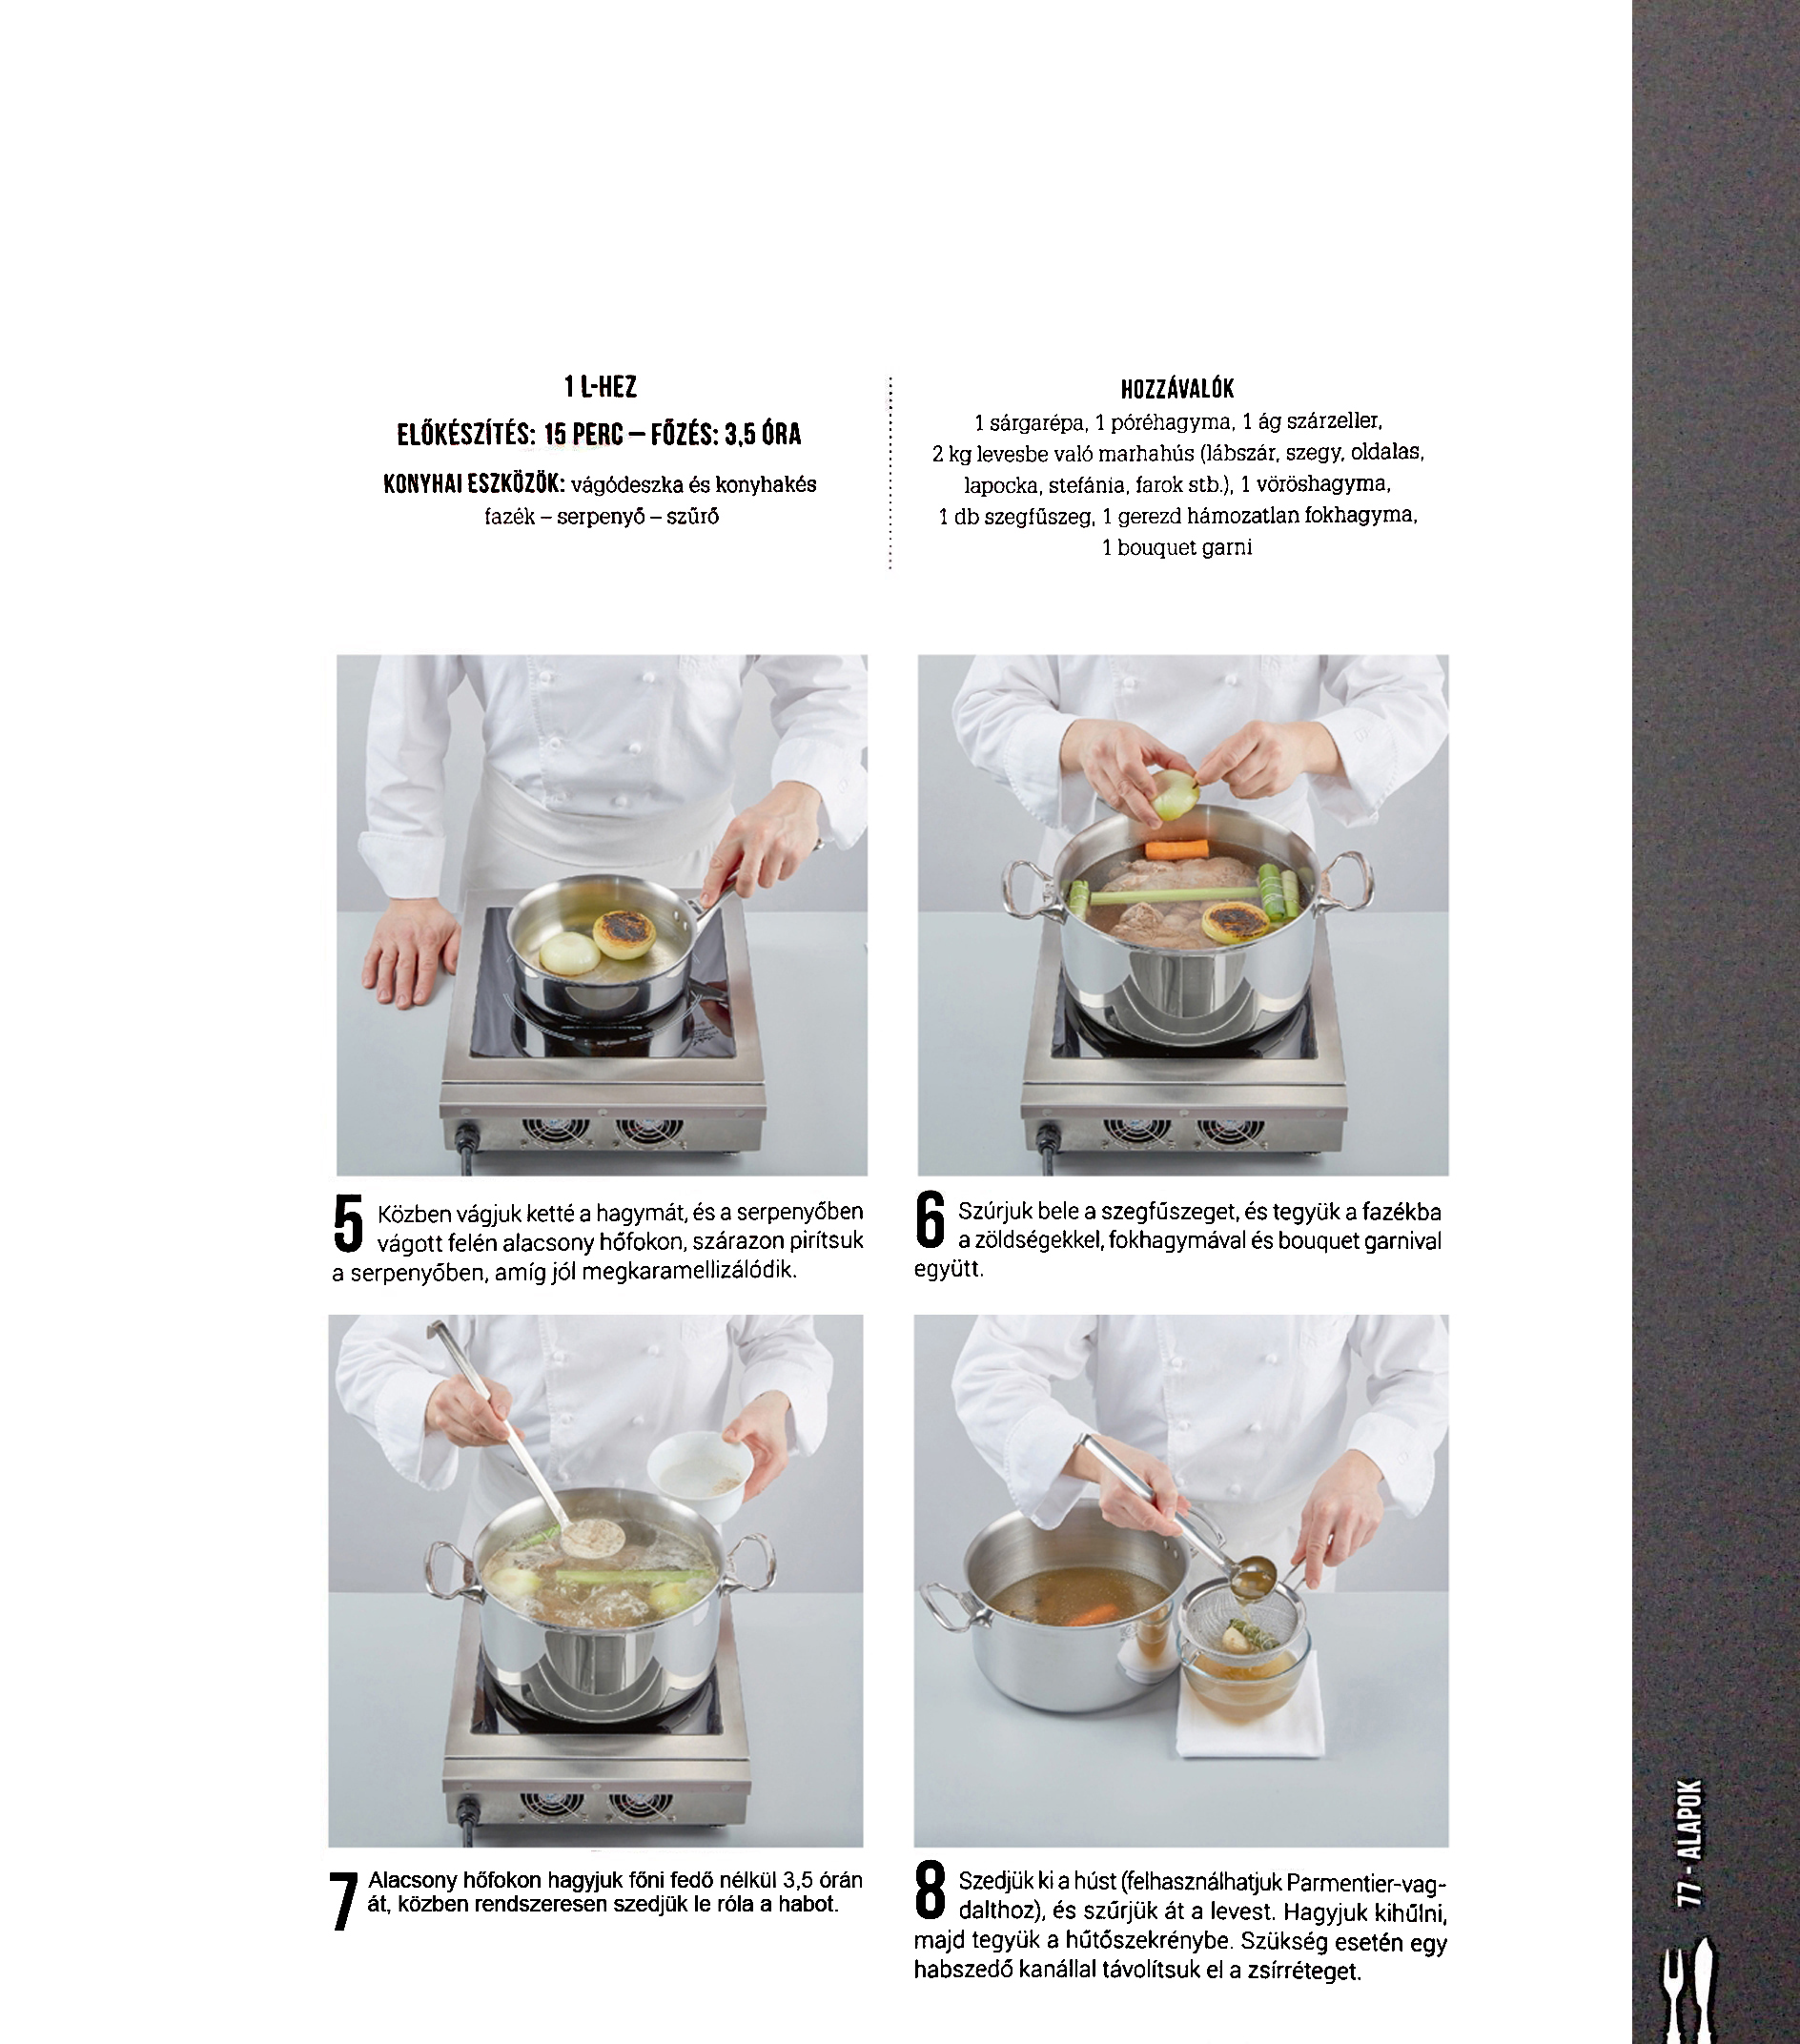 1 L-HEZ
ELŐKÉSZÍTÉS: 15 PERC – FŐZÉS: 3,5 ÓRA
KONYHAI ESZKÖZÖK: vágódeszka és konyhakés
fazék – serpenyő – szűrő
HOZZÁVALÓK
1 sárgarépa, 1 póréhagyma, 1 ág szárzeller,
2 kg levesbe való marhahús (lábszár, szegy, oldalas,
lapocka, stefánia, farok stb.), 1 vöröshagyma,
1 db szegfűszeg, 1 gerezd hámozatlan fokhagyma,
1 bouquet garni
5 Közben vágjuk ketté a hagymát, és a serpenyőben
vágott felén alacsony hőfokon, szárazon pirítsuk
a serpenyőben, amíg jól megkaramellizálódik.
6 Szúrjuk bele a szegfűszeget, és tegyük a fazékba
a zöldségekkel, fokhagymával és bouquet garnival
együtt.
7 Alacsony hőfokon hagyjuk főni fedő nélkül 3,5 órán
át, közben rendszeresen szedjük le róla a habot.
8 Szedjük ki a húst (felhasználhatjuk Parmentier-vag-
dalthoz), és szűrjük át a levest. Hagyjuk kihűlni,
majd tegyük a hűtőszekrénybe. Szükség esetén egy
habszedő kanállal távolítsuk el a zsírréteget.
77 - ALAPOK